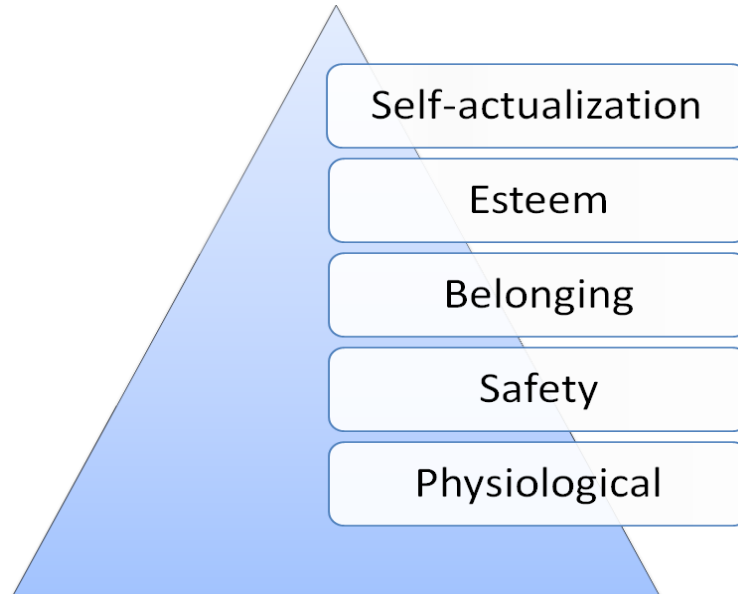 Self-actualization
Esteem
Belonging
Safety
Physiological